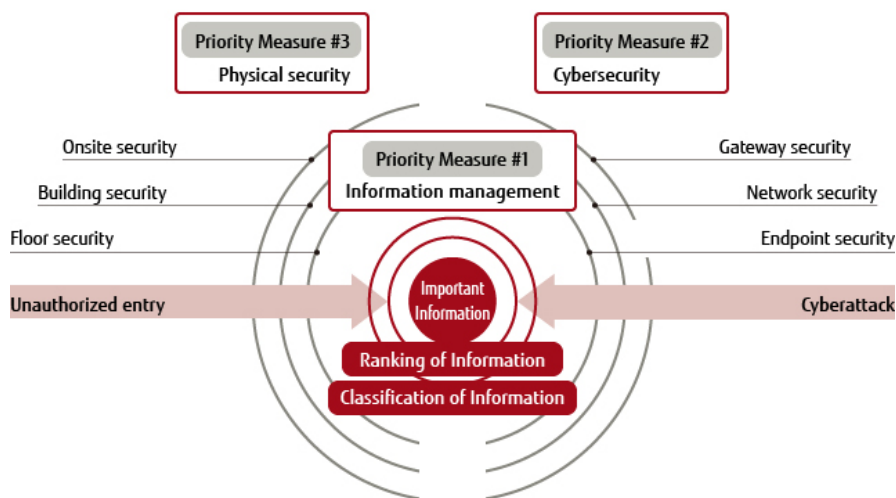 Priority Measure #3
Physical security
Priority Measure #2
Cybersecurity
Priority Measure #1
Information management
Onsite security
Building security
Floor security
Unauthorized entry
Gateway security
Network security
Endpoint security
Cyberattack
Important
Information
Ranking of Information
Classification of Information